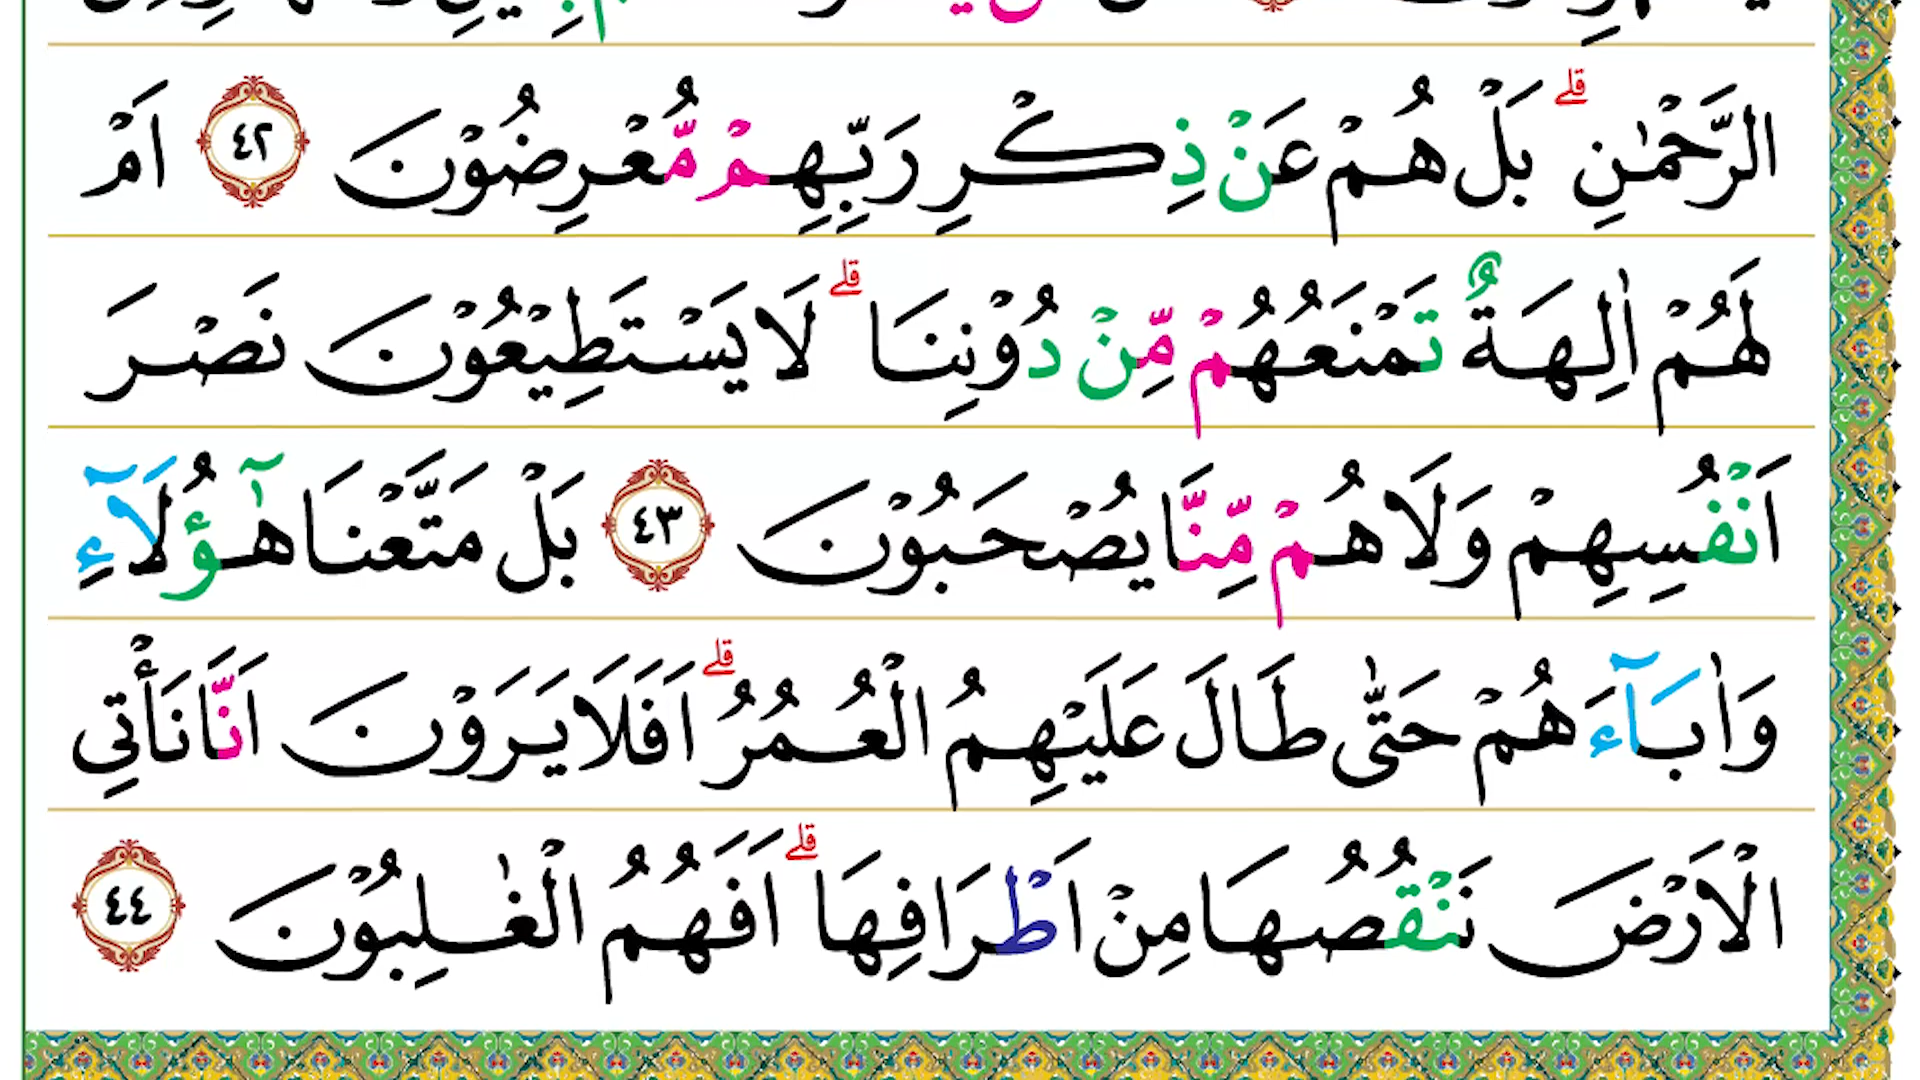 الرَّحْمٰنِ ۗ بَلْ هُمْ عَنْ ذِكْرِ رَبِّهِمْ مُّعْرِضُوْنَ ٤٢ اَمْ
لَهُمْ اٰلِهَةٌ تَمْنَعُهُمْ مِّنْ دُوْنِنَا ۗ لَا يَسْتَطِيْعُوْنَ نَصْرَ
اَنْفُسِهِمْ وَلَا هُمْ مِّنَّا يُصْحَبُوْنَ ٤٣ بَلْ مَتَّعْنَا هٰٓؤُلَآءِ
وَاٰبَآءَهُمْ حَتّٰى طَالَ عَلَيْهِمُ الْعُمُرُ ۗ اَفَلَا يَرَوْنَ اَنَّا نَأْتِى
الْاَرْضَ نَنْقُصُهَا مِنْ اَطْرَافِهَا ۗ اَفَهُمُ الْغٰلِبُوْنَ ٤٤